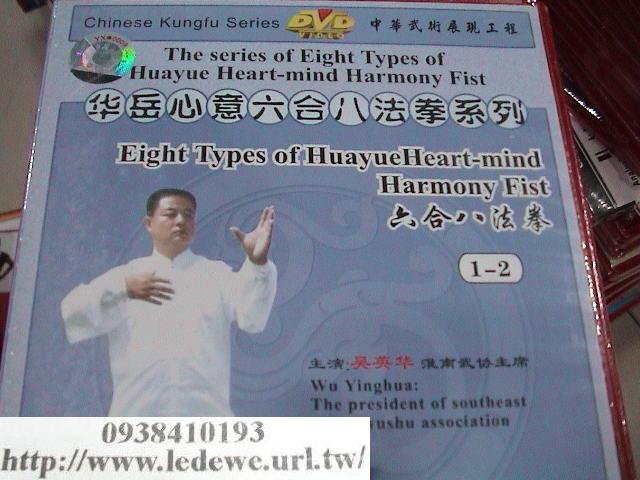 Chinese Kungfu Series DVD VIDEO 中華武術展現工程
The series of Eight Types of
Huayue Heart-mind Harmony Fist
华岳心意六合八法拳系列
Eight Types of HuayueHeart-mind
Harmony Fist
六合八法拳
1-2
主演:吴英华 淮南武协主席
Wu Yinghua:
The president of southeast
wushu association
0938410193
http://www.ledewe.url.tw/